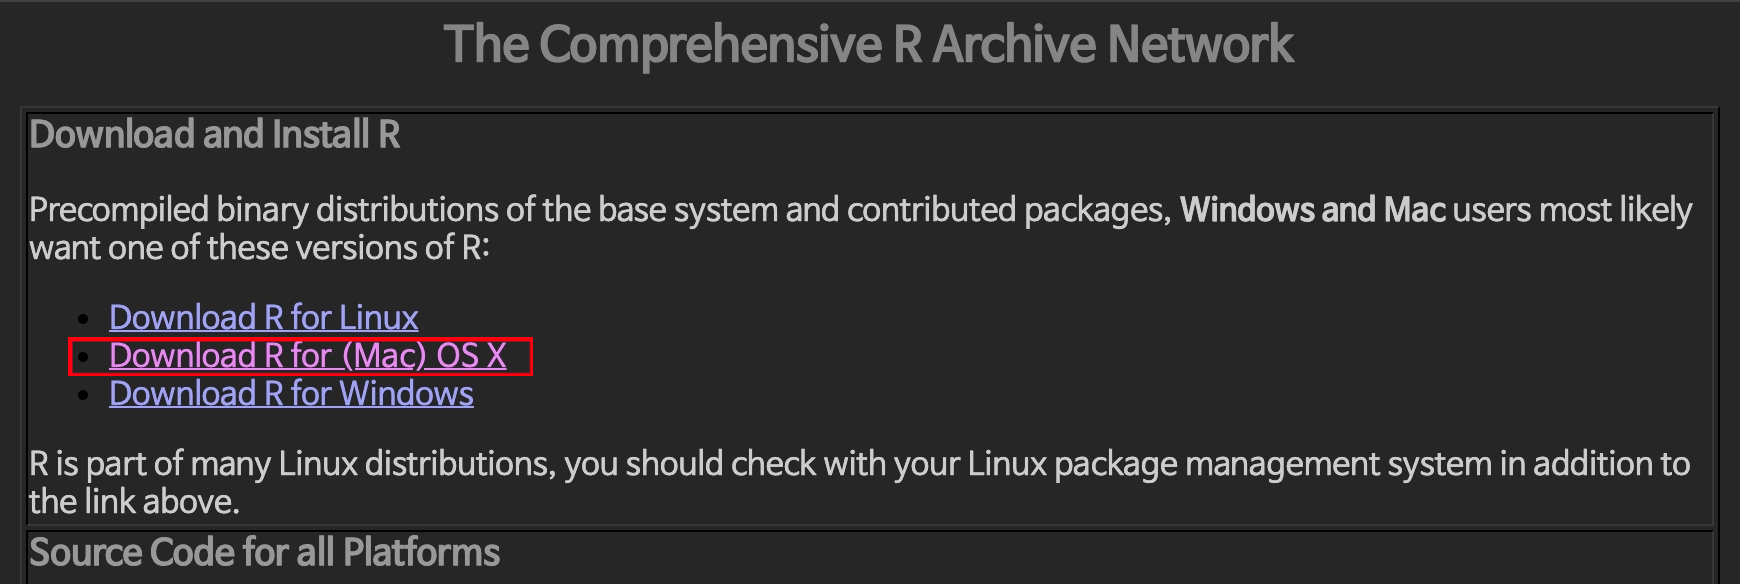 The Comprehensive R Archive Network
Download and Install R
Precompiled binary distributions of the base system and contributed packages, Windows and Mac users most likely
want one of these versions of R:
Download R for Linux
Download R for (Mac) OS X
Download R for Windows
R is part of many Linux distributions, you should check with your Linux package management system in addition to
the link above.
Source Code for all Platforms